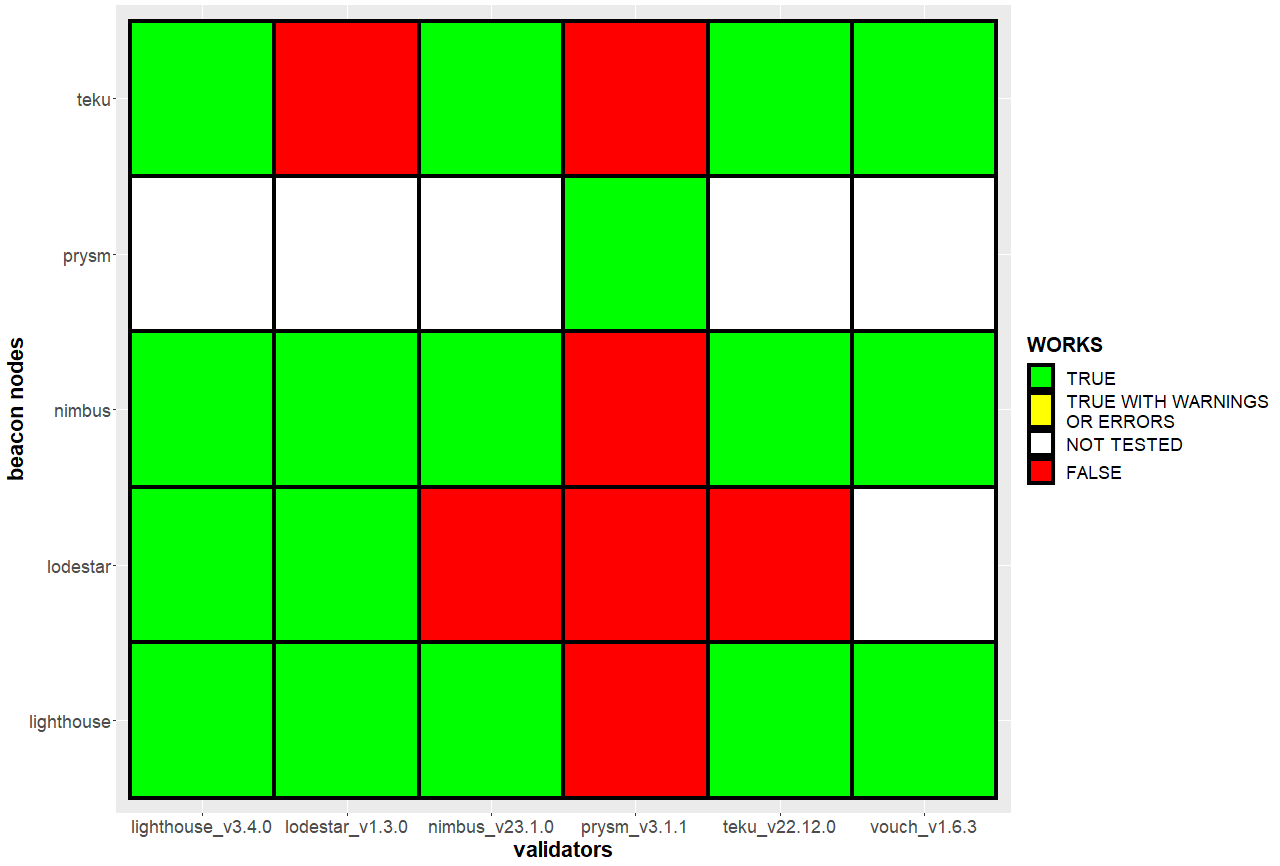 beacon nodes
teku
prysm
nimbus
lodestar
lighthouse
lighthouse_v3.4.0 lodestar_v1.3.0 nimbus_v23.1.0 prysm_v3.1.1 teku_v22.12.0 vouch_v1.6.3
validators
WORKS
TRUE
TRUE WITH WARNINGS
OR ERRORS
NOT TESTED
FALSE